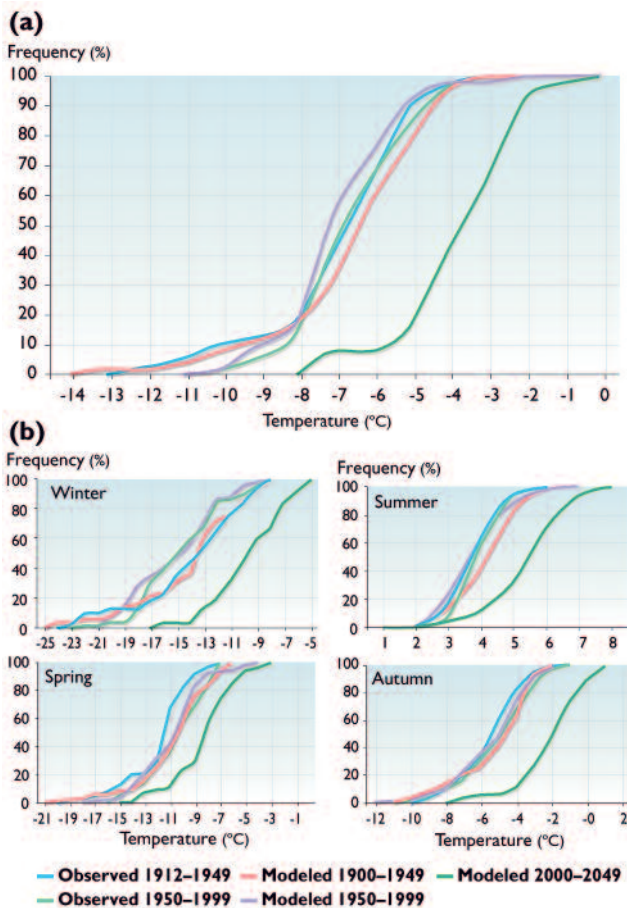 (a)
Frequency (%)
100
90
80
70
60
50
40
30
20
10
0
-14 -13 -12 -11 -10 -9 -8 -7 -6 -5 -4 -3 -2 -1 0
Temperature (ºC)
(b)
Frequency (%)
Winter
100
80
60
40
20
0
-25 -23 -21 -19 -17 -15 -13 -11 -9 -7 -5
Frequency (%)
Summer
100
80
60
40
20
0
1 2 3 4 5 6 7 8
Spring
100
80
60
40
20
0
-21 -19 -17 -15 -13 -11 -9 -7 -5 -3 -1
Temperature (ºC)
Autumn
100
80
60
40
20
0
-12 -10 -8 -6 -4 -2 -0 2
Temperature (ºC)
Observed 1912–1949 Modeled 1900–1949 Modeled 2000–2049
Observed 1950–1999 Modeled 1950–1999